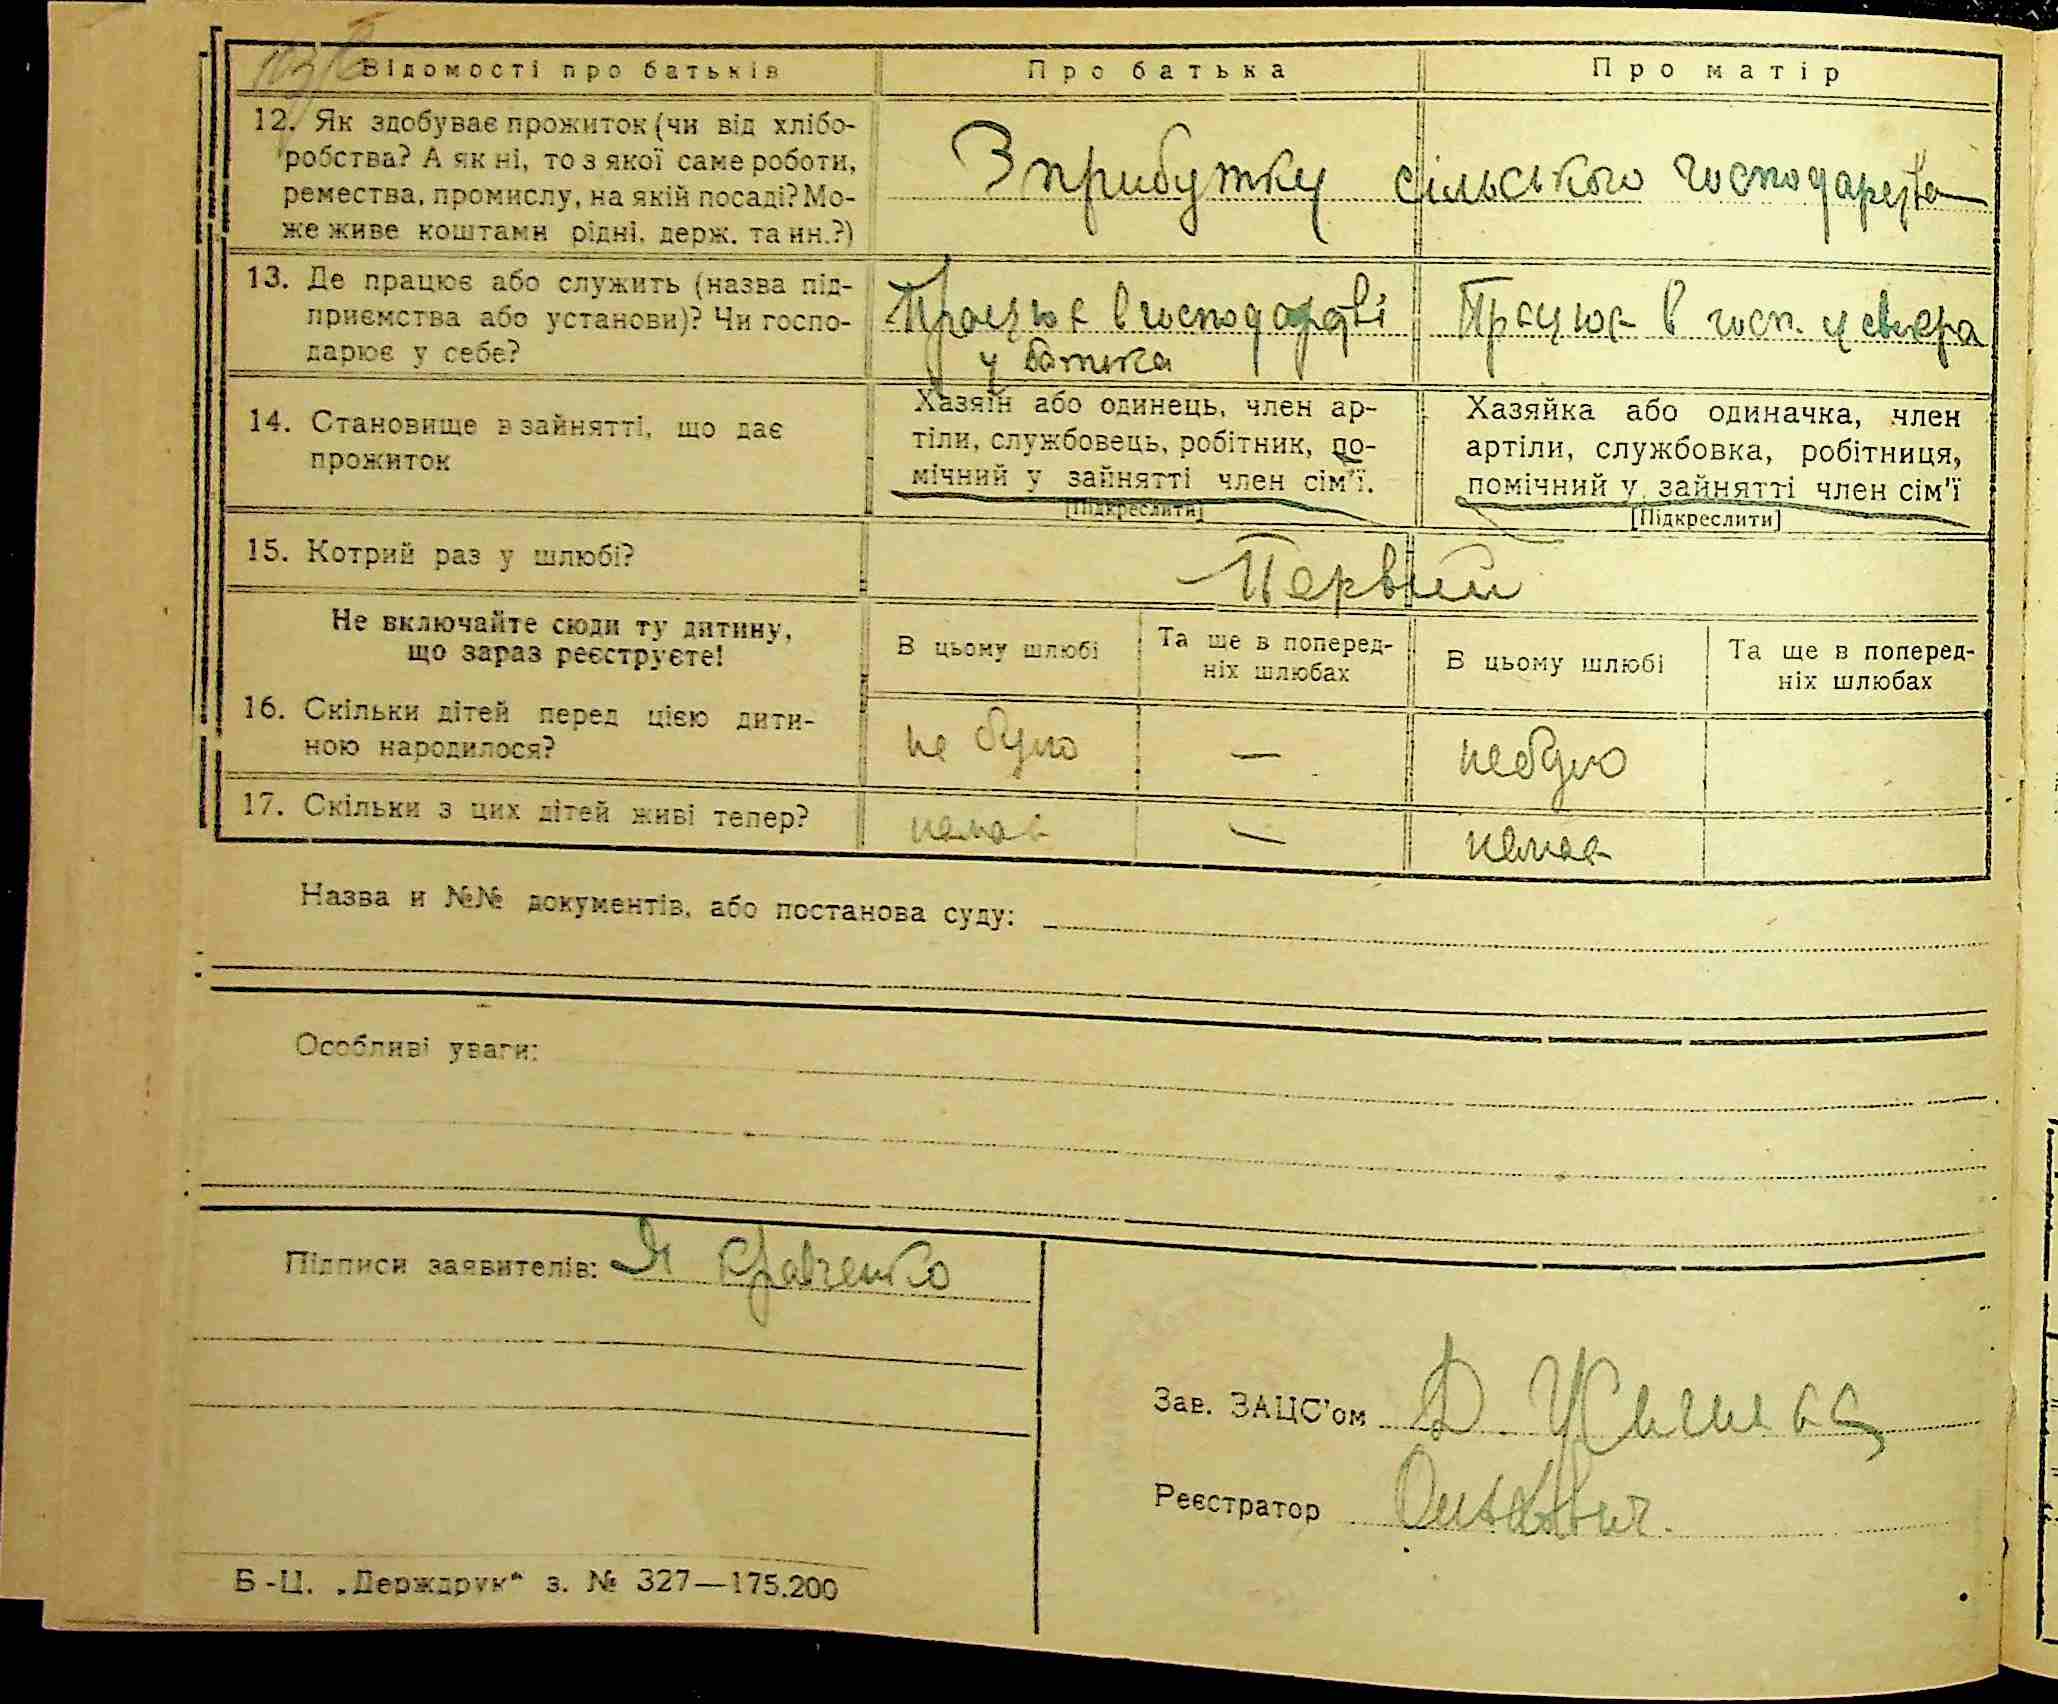 Відомості про батьків
Про батька
Про матір
12. Як здобуває прожиток (чи від хлібо-
робства? А як ні, то з якої саме роботи,
ремества, промислу, на якій посаді? Мо-
же живе коштами рідні, держ. та ин.?)
З прибутку сільського господарства
13. Де працює або служить (назва під-
приємства або установи)? Чи госпо-
дарює у себе?
Працює в господарстві
у батька
Працює в госп. у свекра
14. Становище в зайнятті, що дає
прожиток
Хазяїн або одинець, член ар-
тіли, службовець, робітник, по-
мічний у зайнятті член сім'ї.
[Підкреслити]
Хазяйка або одиначка, член
артіли, службовка, робітниця,
помічний у зайнятті член сім'ї
[Підкреслити]
15. Котрий раз у шлюбі?
Первий
Не включайте сюди ту дитину,
що зараз реєструєте!
В цьому шлюбі
Та ще в поперед-
ніх шлюбах
В цьому шлюбі
Та ще в поперед-
ніх шлюбах
16. Скільки дітей перед цією дити-
ною народилося?
не було
—
не було
17. Скільки з цих дітей живі тепер?
немає
—
немає
Назва и №№ документів, або постанова суду:
Особливі уваги:
Підписи заявителів: Я Кравченко
Зав. ЗАЦС'ом Д.
Реєстратор
Б-Ц. „Держдрук" з. № 327—175.200